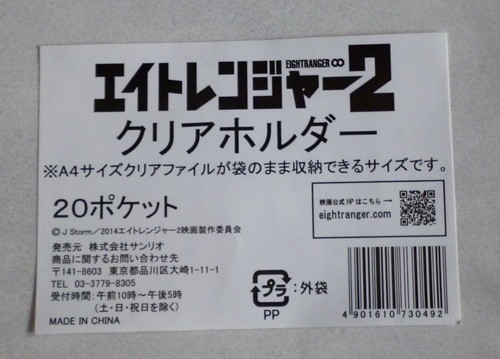 EIGHTRANGER ∞
エイトレンジャー2
クリアホルダー
※A4サイズクリアファイルが袋のまま収納できるサイズです。
20ポケット
映画公式HPはこちら→
eightranger.com
© J Storm／2014エイトレンジャー2映画製作委員会
発売元 株式会社サンリオ
商品に関するお問い合わせ先
〒141-8603 東京都品川区大崎1-11-1
TEL 03-3779-8305
受付時間：午前10時～午後5時
（土・日・祝日を除く）
MADE IN CHINA
プラ：外袋
PP
4901610730492